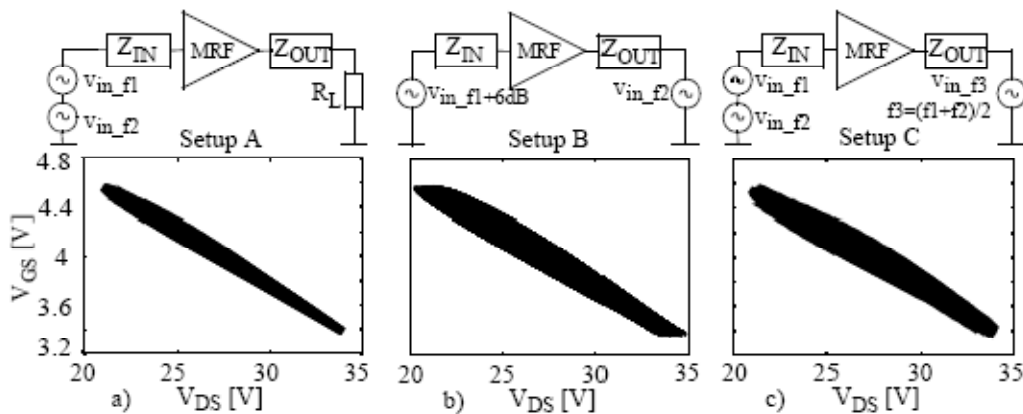 Z_IN MRF Z_OUT
v_in_f1
v_in_f2
R_L
Setup A
Z_IN MRF Z_OUT
v_in_f1+6dB
v_in_f2
Setup B
Z_IN MRF Z_OUT
v_in_f1
v_in_f2
v_in_f3
f3=(f1+f2)/2
Setup C
4.8
4.4
4
3.6
3.2
V_GS [V]
20 25 30 35
a) V_DS [V]
20 25 30 35
b) V_DS [V]
20 25 30 35
c) V_DS [V]